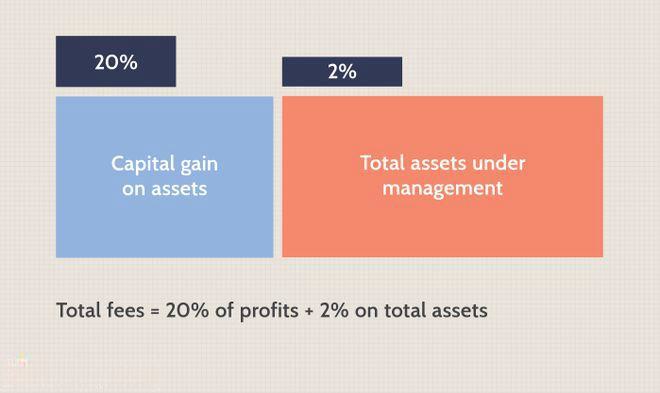 20%
2%
Capital gain
on assets
Total assets under
management
Total fees = 20% of profits + 2% on total assets